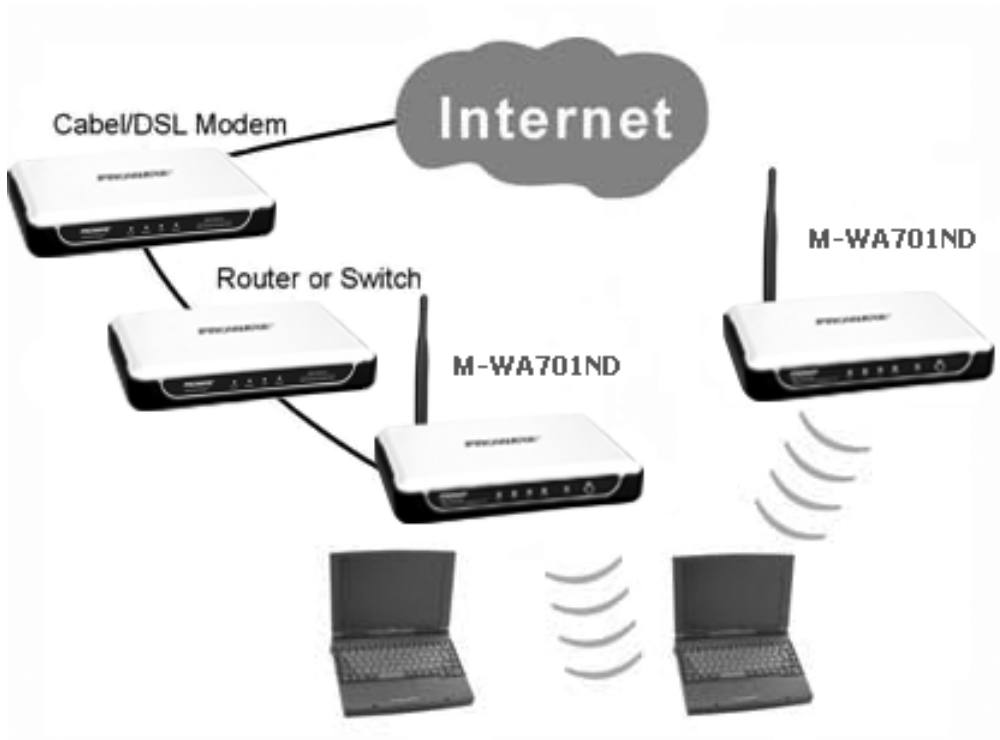 Internet
Cabel/DSL Modem
M-WA701ND
Router or Switch
M-WA701ND